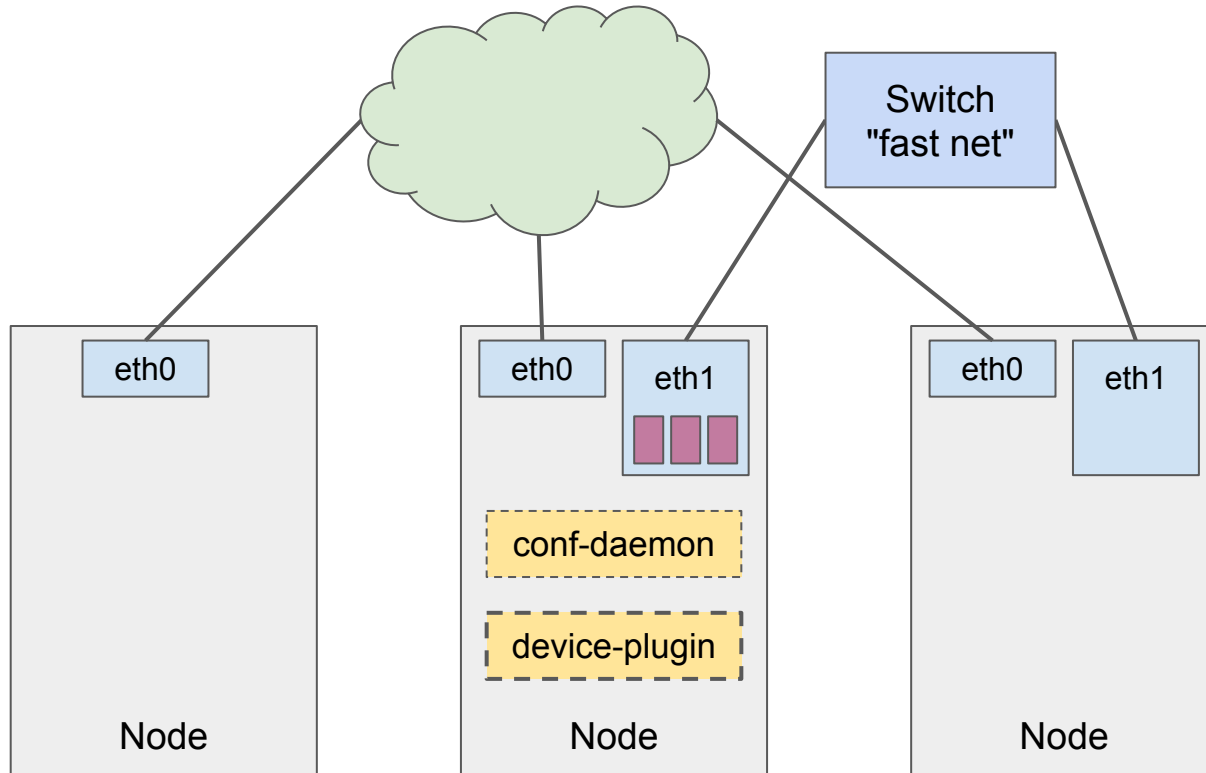 Switch
"fast net"
eth0
eth0
eth1
eth0
eth1
conf-daemon
device-plugin
Node
Node
Node